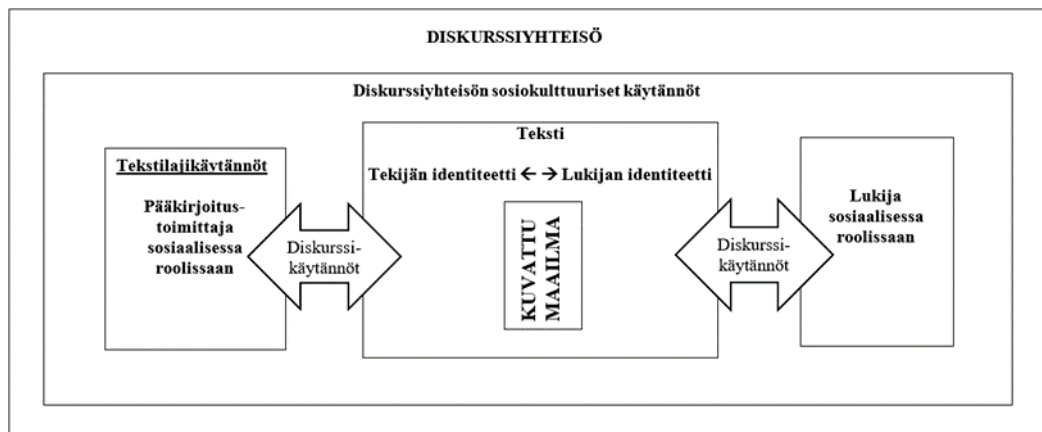 DISKURSSIYHTEISÖ
Diskurssiyhteisön sosiokulttuuriset käytännöt
Tekstilajikäytännöt
Pääkirjoitus-
toimittaja
sosiaalisessa
roolissaan
Diskurssi-
käytännöt
Teksti
Tekijän identiteetti ← → Lukijan identiteetti
KUVATTU
MAAILMA
Diskurssi-
käytännöt
Lukija
sosiaalisessa
roolissaan